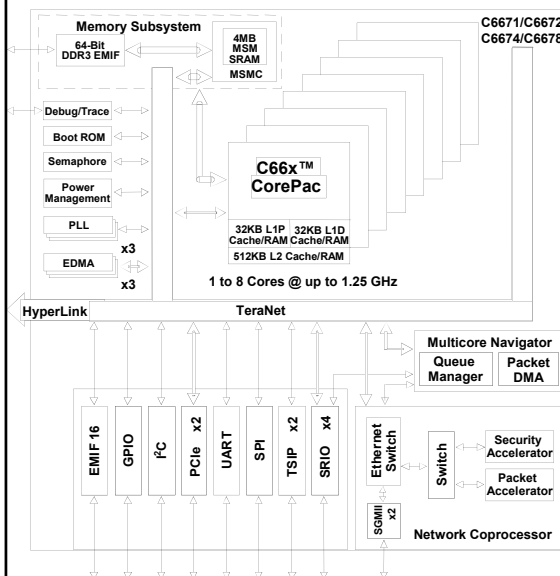 C6671/C6672
C6674/C6678
Memory Subsystem
64-Bit
DDR3 EMIF
4MB
MSM
SRAM
MSMC
Debug/Trace
Boot ROM
Semaphore
Power
Management
PLL
x3
EDMA
x3
C66x™
CorePac
32KB L1P
Cache/RAM
32KB L1D
Cache/RAM
512KB L2 Cache/RAM
1 to 8 Cores @ up to 1.25 GHz
HyperLink
TeraNet
Multicore Navigator
Queue
Manager
Packet
DMA
EMIF 16
GPIO
I²C
PCIe x2
UART
SPI
TSIP x2
SRIO x4
Ethernet
Switch
Switch
Security
Accelerator
Packet
Accelerator
SGMII
x2
Network Coprocessor